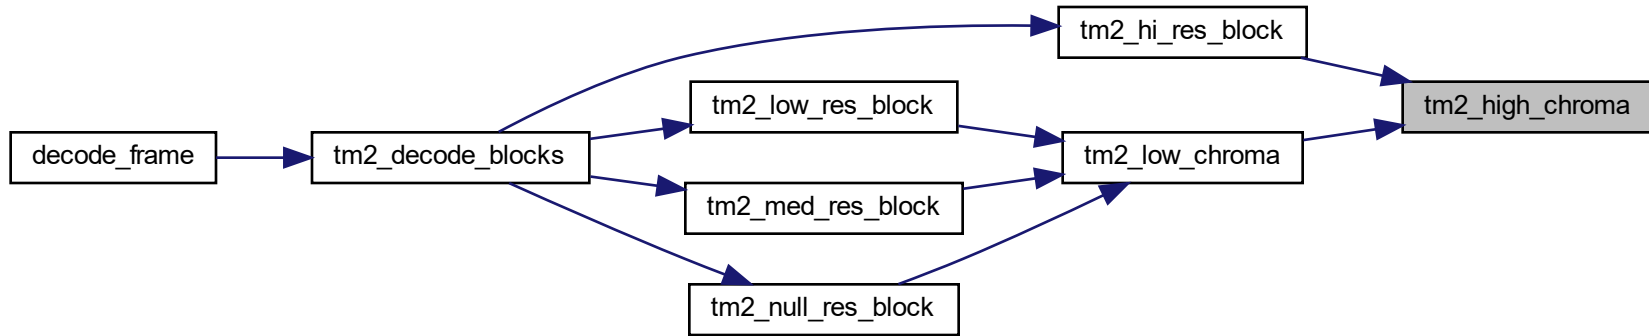 tm2_hi_res_block
tm2_low_res_block
tm2_high_chroma
decode_frame
tm2_decode_blocks
tm2_low_chroma
tm2_med_res_block
tm2_null_res_block